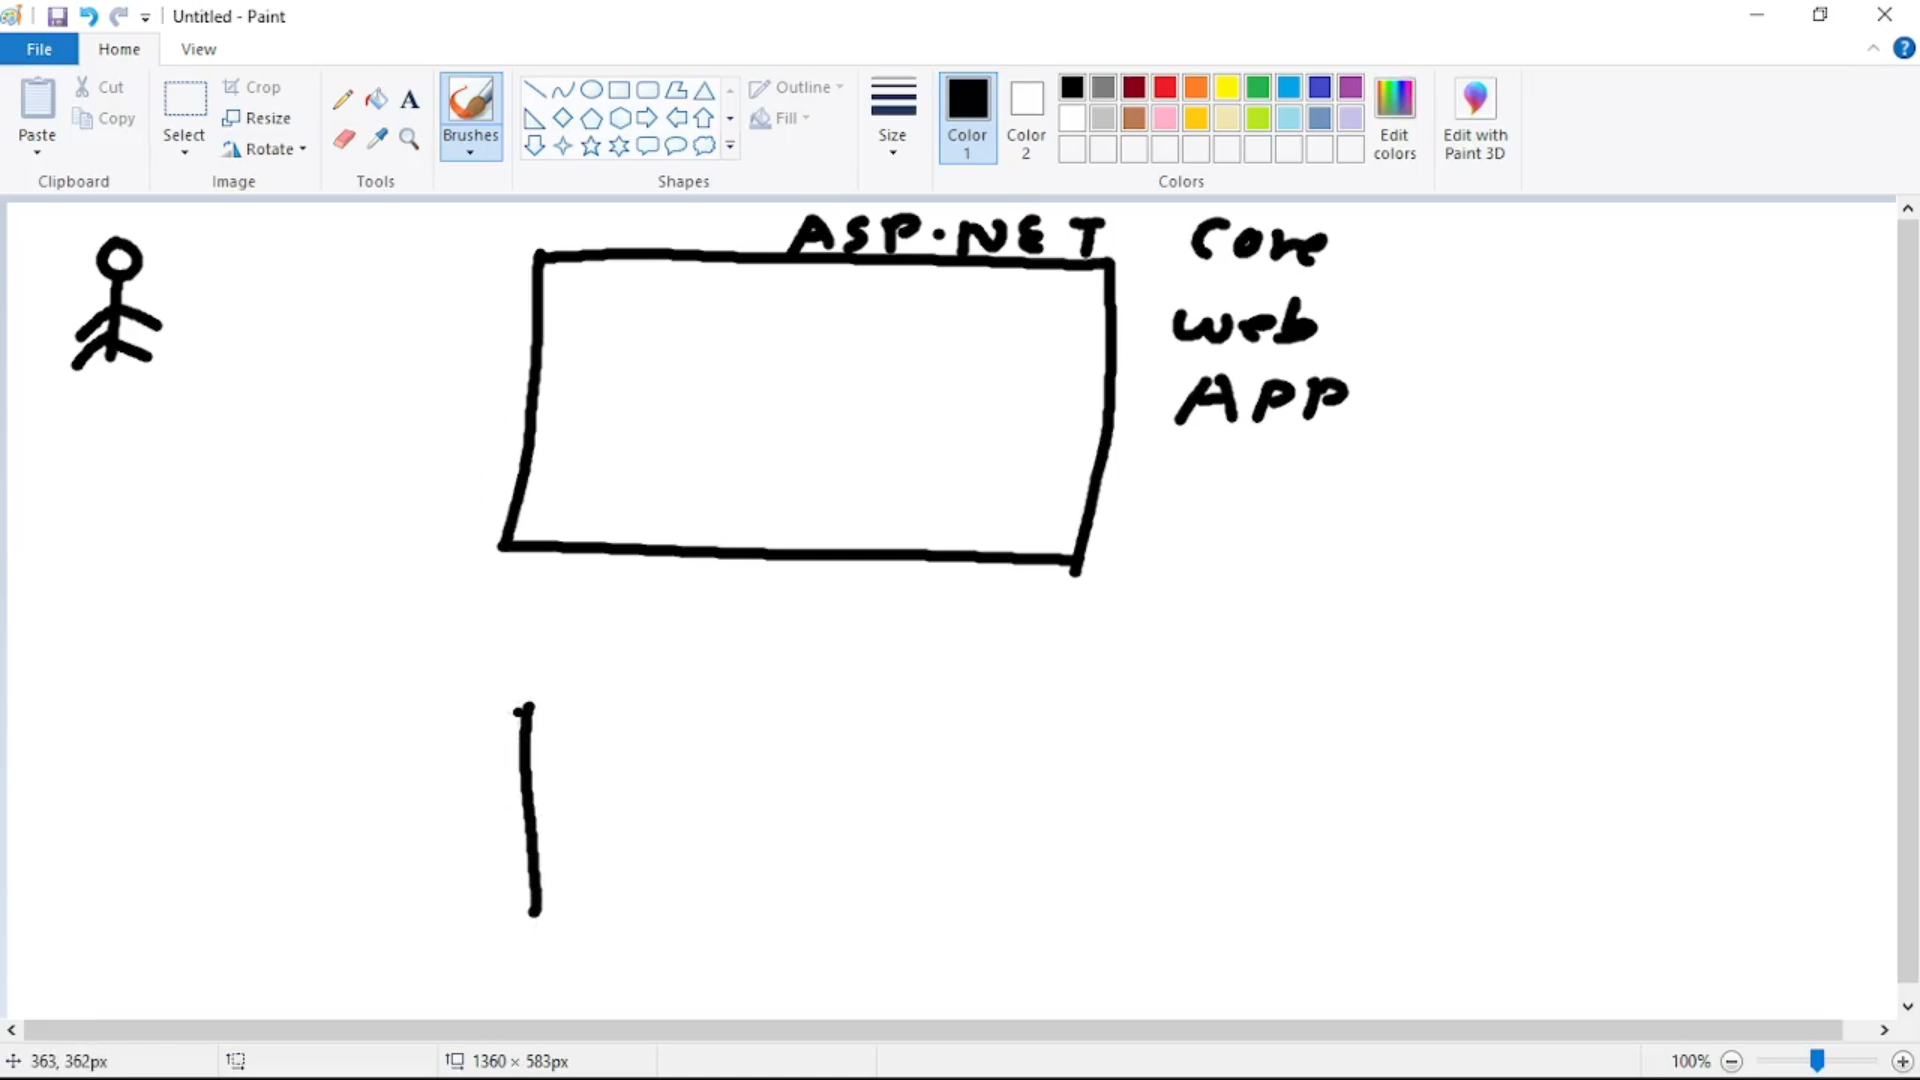 Untitled - Paint
File Home View
Paste Cut Copy Select Crop Resize Rotate A Brushes Outline Fill Size Color 1 Color 2 Edit colors Edit with Paint 3D
Clipboard Image Tools Shapes Colors
ASP.NET Core
Web
APP
363, 362px 1360 × 583px 100%